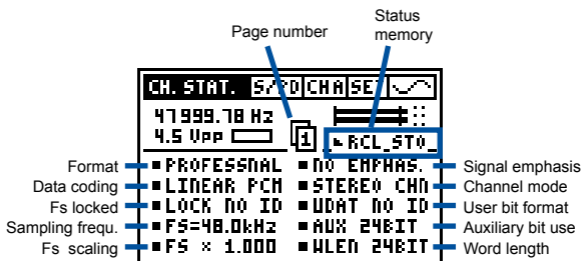 Page number
Status
memory
CH. STAT. S/PD CHA SET
47999.78 Hz
4.5 Vpp 1 RCL_STO
Format PROFESSNAL NO EMPHAS. Signal emphasis
Data coding LINEAR PCM STEREO CHN Channel mode
Fs locked LOCK NO ID UDAT NO ID User bit format
Sampling frequ. FS=48.0kHz AUX 24BIT Auxiliary bit use
Fs scaling FS × 1.000 WLEN 24BIT Word length